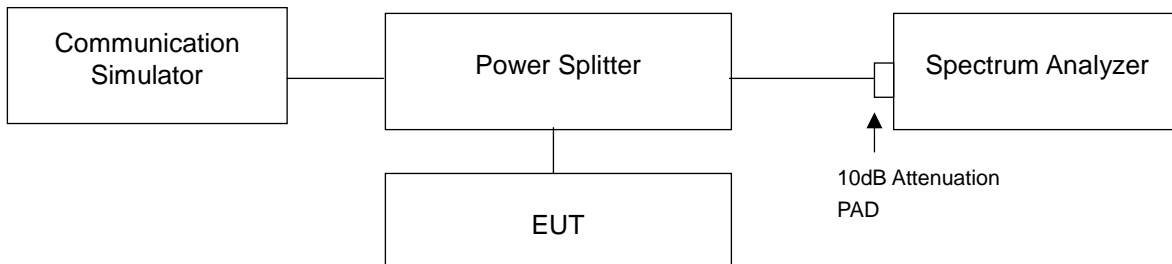 Communication
Simulator
Power Splitter
Spectrum Analyzer
10dB Attenuation
PAD
EUT